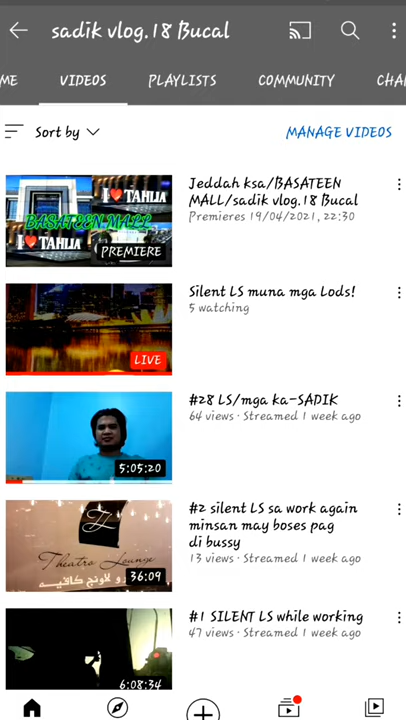 sadik vlog.18 Bucal
ME VIDEOS PLAYLISTS COMMUNITY CHA
Sort by MANAGE VIDEOS
I ❤ TAHLIA
BASATEEN MALL
I ❤ TAHLIA
PREMIERE
Jeddah ksa/BASATEEN
MALL/sadik vlog.18 Bucal
Premieres 19/04/2021, 22:30
LIVE
Silent LS muna mga Lods!
5 watching
5:05:20
#28 LS/mga ka-SADIK
64 views · Streamed 1 week ago
Theatro Lounge
رو لاونج كافيه
36:09
#2 silent LS sa work again
minsan may boses pag
di bussy
13 views · Streamed 1 week ago
6:08:34
#1 SILENT LS while working
47 views · Streamed 1 week ago